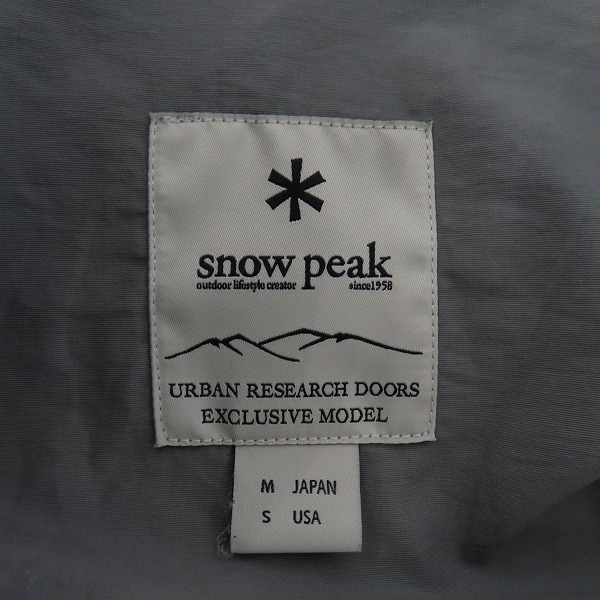 snow peak
outdoor lifestyle creator since1958
URBAN RESEARCH DOORS
EXCLUSIVE MODEL
M JAPAN
S USA